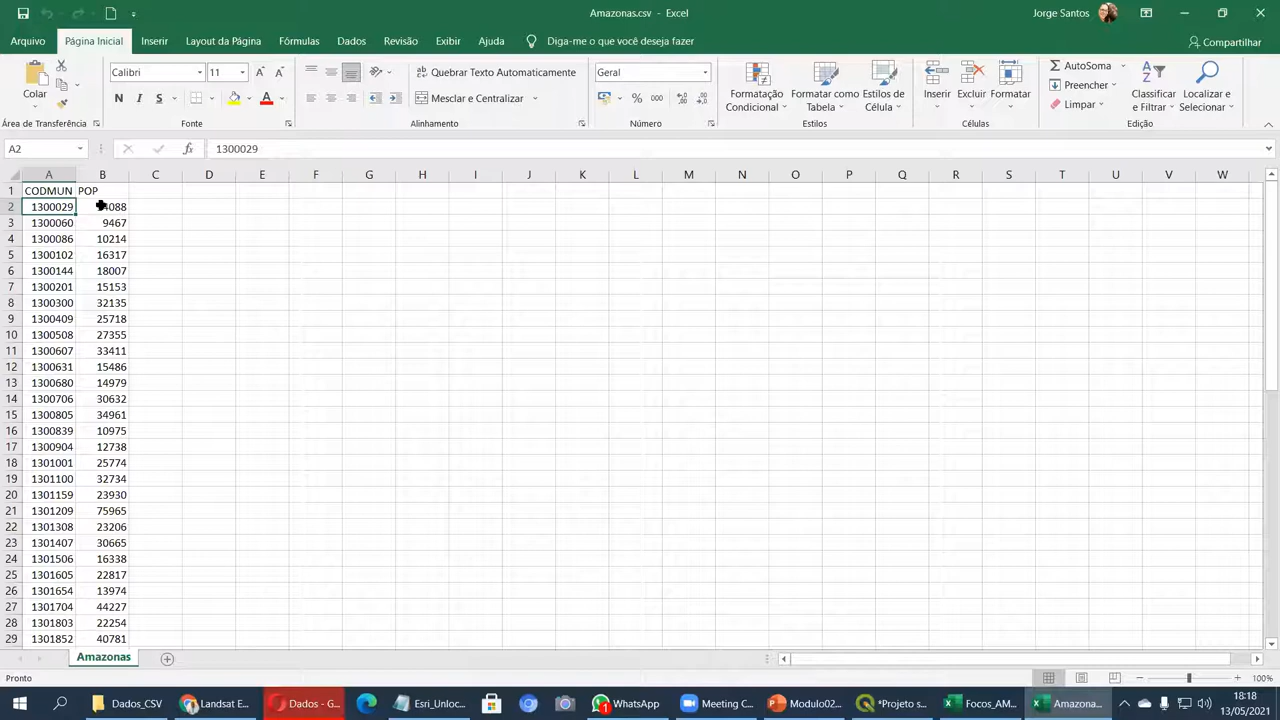 Amazonas.csv - Excel
Jorge Santos
Arquivo
Página Inicial
Inserir
Layout da Página
Fórmulas
Dados
Revisão
Exibir
Ajuda
Diga-me o que você deseja fazer
Compartilhar
Colar
Calibri
11
N I S
Quebrar Texto Automaticamente
Mesclar e Centralizar
Geral
% 000
Formatação Condicional
Formatar como Tabela
Estilos de Célula
Inserir
Excluir
Formatar
AutoSoma
Preencher
Limpar
Classificar e Filtrar
Localizar e Selecionar
Área de Transferência
Fonte
Alinhamento
Número
Estilos
Células
Edição
A2
fx
1300029
A B C D E F G H I J K L M N O P Q R S T U V W
1 CODMUN POP
2 1300029
3 1300060 9467
4 1300086 10214
5 1300102 16317
6 1300144 18007
7 1300201 15153
8 1300300 32135
9 1300409 25718
10 1300508 27355
11 1300607 33411
12 1300631 15486
13 1300680 14979
14 1300706 30632
15 1300805 34961
16 1300839 10975
17 1300904 12738
18 1301001 25774
19 1301100 32734
20 1301159 23930
21 1301209 75965
22 1301308 23206
23 1301407 30665
24 1301506 16338
25 1301605 22817
26 1301654 13974
27 1301704 44227
28 1301803 22254
29 1301852 40781
Amazonas
Pronto
100%
Dados_CSV
Landsat E...
Dados - G...
Esri_Unloc...
1
WhatsApp
Meeting C...
Modulo02...
*Projeto s...
Focos_AM...
Amazona...
18:18
13/05/2021